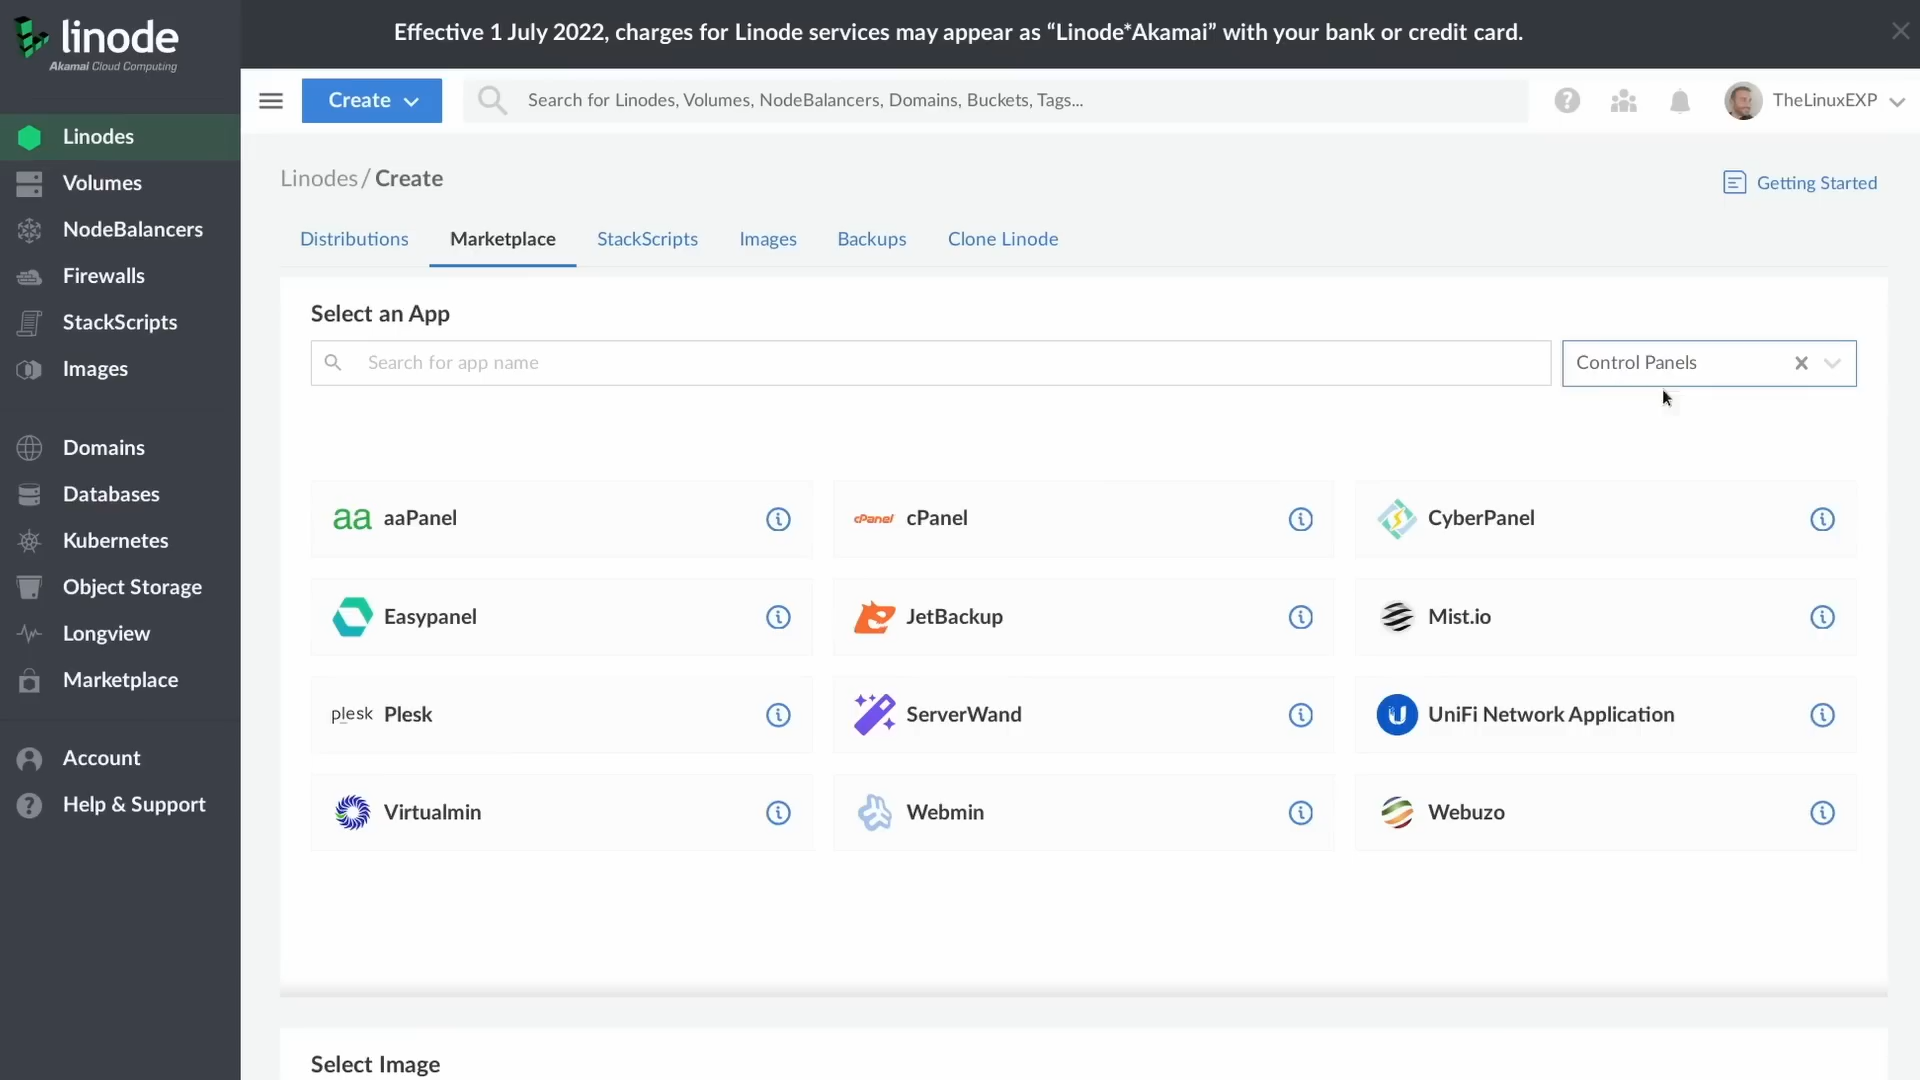 linode
Akamai Cloud Computing
Effective 1 July 2022, charges for Linode services may appear as “Linode*Akamai” with your bank or credit card.
Create
Search for Linodes, Volumes, NodeBalancers, Domains, Buckets, Tags...
TheLinuxEXP
Linodes
Volumes
NodeBalancers
Firewalls
StackScripts
Images
Domains
Databases
Kubernetes
Object Storage
Longview
Marketplace
Account
Help & Support
Linodes / Create
Getting Started
Distributions
Marketplace
StackScripts
Images
Backups
Clone Linode
Select an App
Search for app name
Control Panels
aa aaPanel
cPanel cPanel
CyberPanel
Easypanel
JetBackup
Mist.io
plesk Plesk
ServerWand
U UniFi Network Application
Virtualmin
Webmin
Webuzo
Select Image